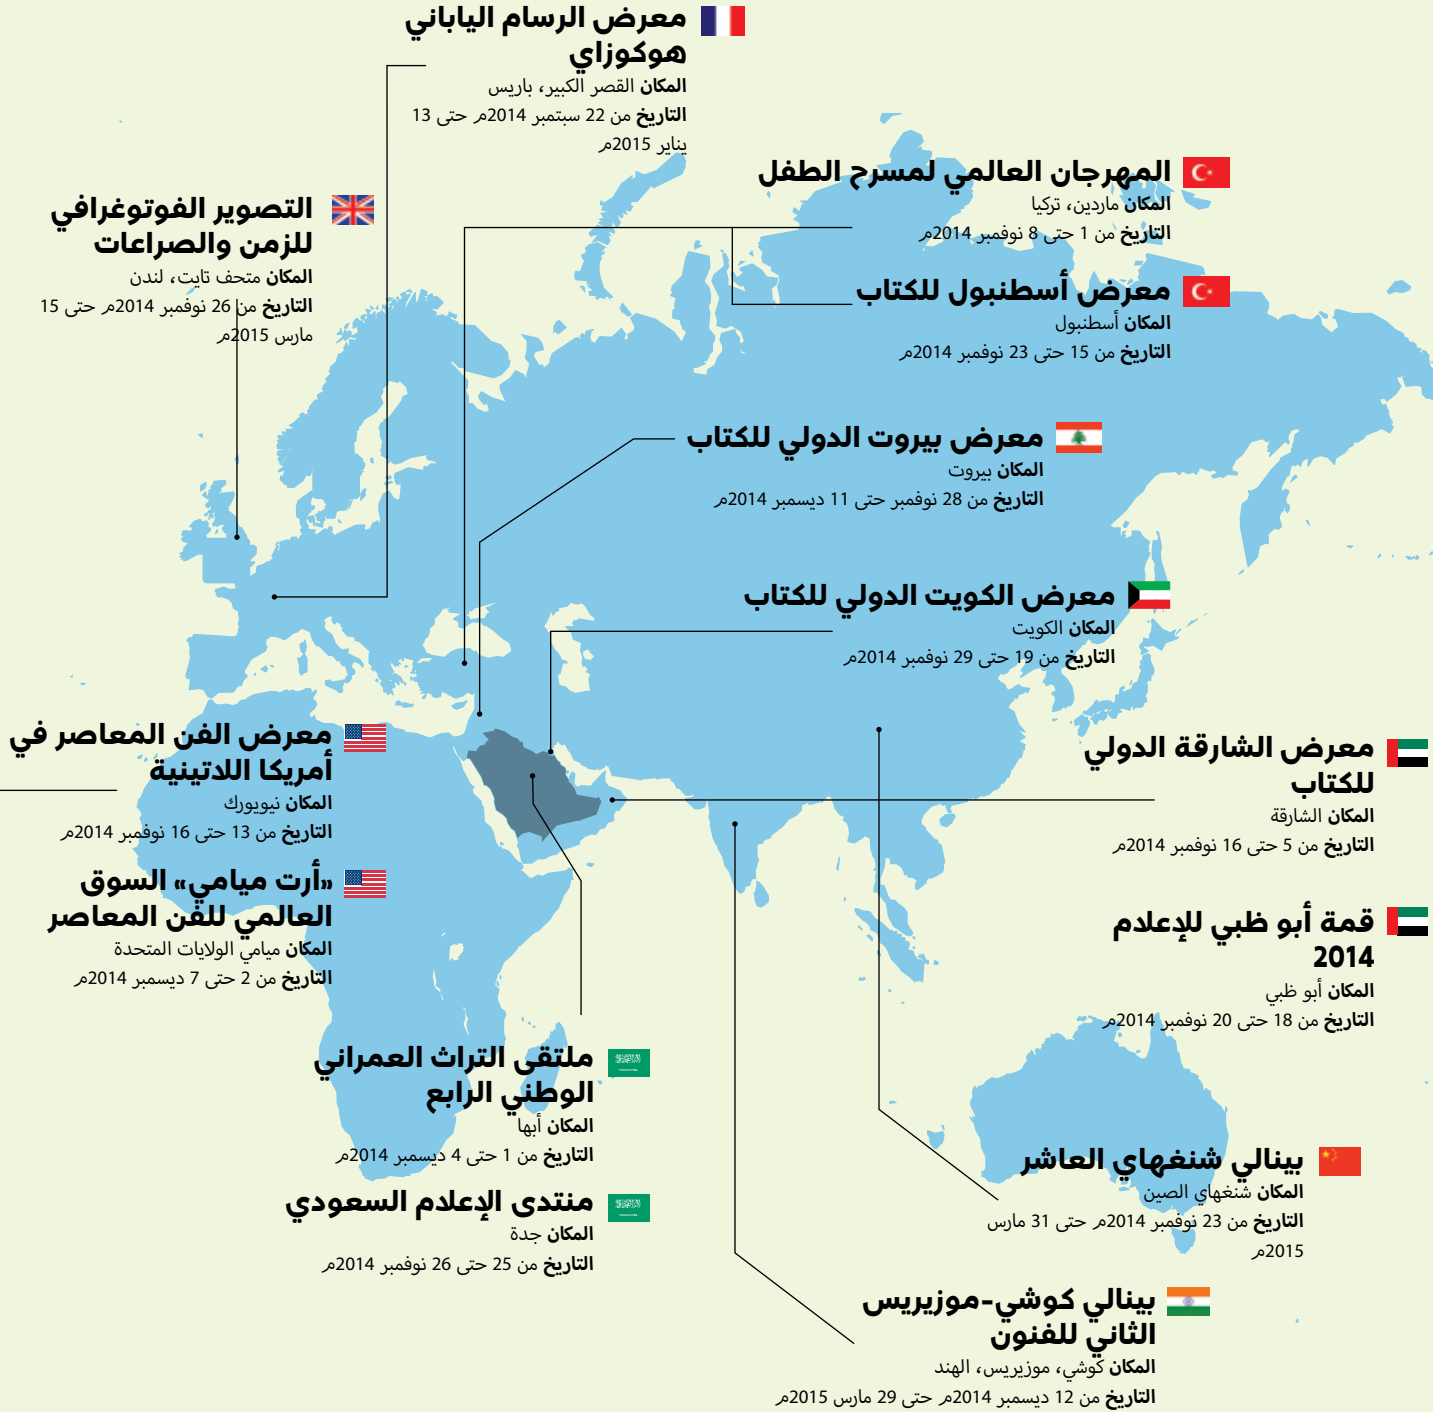 معرض الرسام الياباني
هوكوزاي
المكان القصر الكبير، باريس
التاريخ من 22 سبتمبر 2014م حتى 13
يناير 2015م
المهرجان العالمي لمسرح الطفل
المكان ماردين، تركيا
التاريخ من 1 حتى 8 نوفمبر 2014م
التصوير الفوتوغرافي
للزمن والصراعات
المكان متحف تايت، لندن
التاريخ من 26 نوفمبر 2014م حتى 15
مارس 2015م
معرض أسطنبول للكتاب
المكان أسطنبول
التاريخ من 15 حتى 23 نوفمبر 2014م
معرض بيروت الدولي للكتاب
المكان بيروت
التاريخ من 28 نوفمبر حتى 11 ديسمبر 2014م
معرض الكويت الدولي للكتاب
المكان الكويت
التاريخ من 19 حتى 29 نوفمبر 2014م
معرض الشارقة الدولي
للكتاب
المكان الشارقة
التاريخ من 5 حتى 16 نوفمبر 2014م
معرض الفن المعاصر في
أمريكا اللاتينية
المكان نيويورك
التاريخ من 13 حتى 16 نوفمبر 2014م
«أرت ميامي» السوق
العالمي للفن المعاصر
المكان ميامي الولايات المتحدة
التاريخ من 2 حتى 7 ديسمبر 2014م
قمة أبو ظبي للإعلام
2014
المكان أبو ظبي
التاريخ من 18 حتى 20 نوفمبر 2014م
ملتقى التراث العمراني
الوطني الرابع
المكان أبها
التاريخ من 1 حتى 4 ديسمبر 2014م
بينالي شنغهاي العاشر
المكان شنغهاي الصين
التاريخ من 23 نوفمبر 2014م حتى 31 مارس
2015م
منتدى الإعلام السعودي
المكان جدة
التاريخ من 25 حتى 26 نوفمبر 2014م
بينالي كوشي-موزيريس
الثاني للفنون
المكان كوشي، موزيريس، الهند
التاريخ من 12 ديسمبر 2014م حتى 29 مارس 2015م